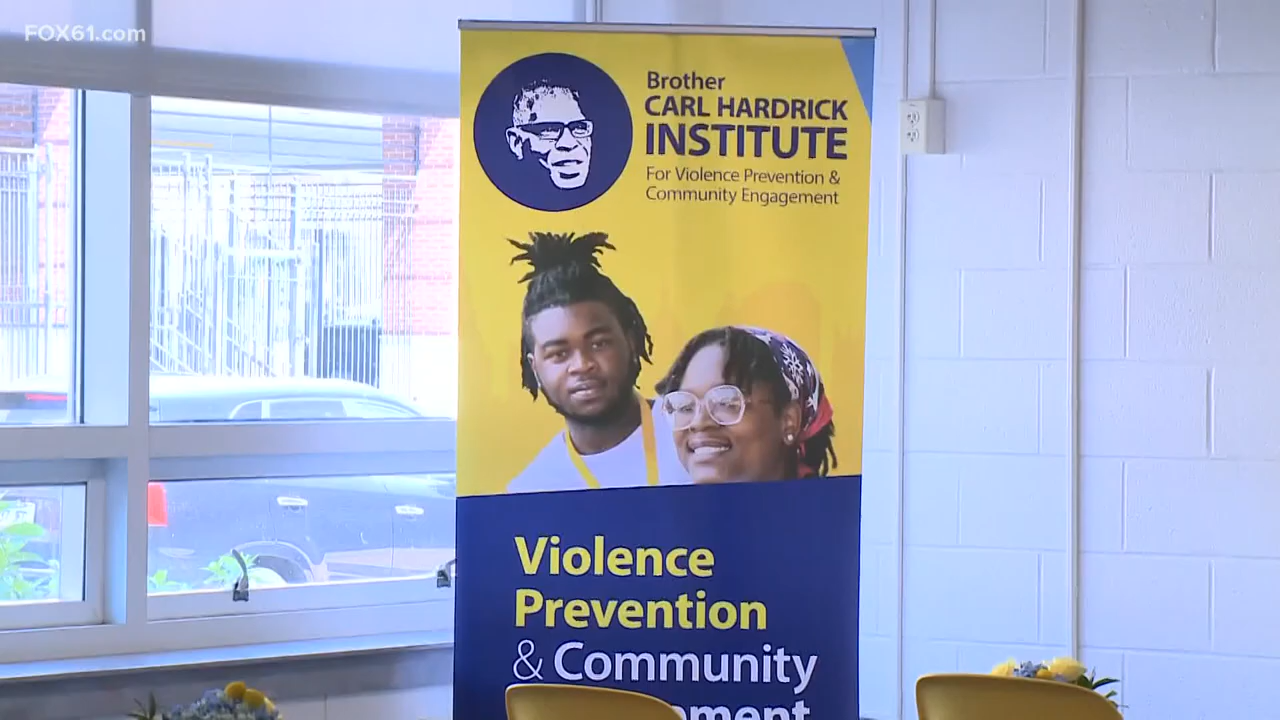 FOX61.com
Brother
CARL HARDRICK
INSTITUTE
For Violence Prevention &
Community Engagement
Violence
Prevention
& Community